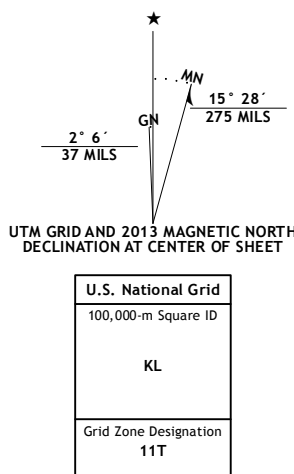 ★
MN
GN
15° 28´
275 MILS
2° 6´
37 MILS
UTM GRID AND 2013 MAGNETIC NORTH
DECLINATION AT CENTER OF SHEET
U.S. National Grid
100,000-m Square ID
KL
Grid Zone Designation
11T